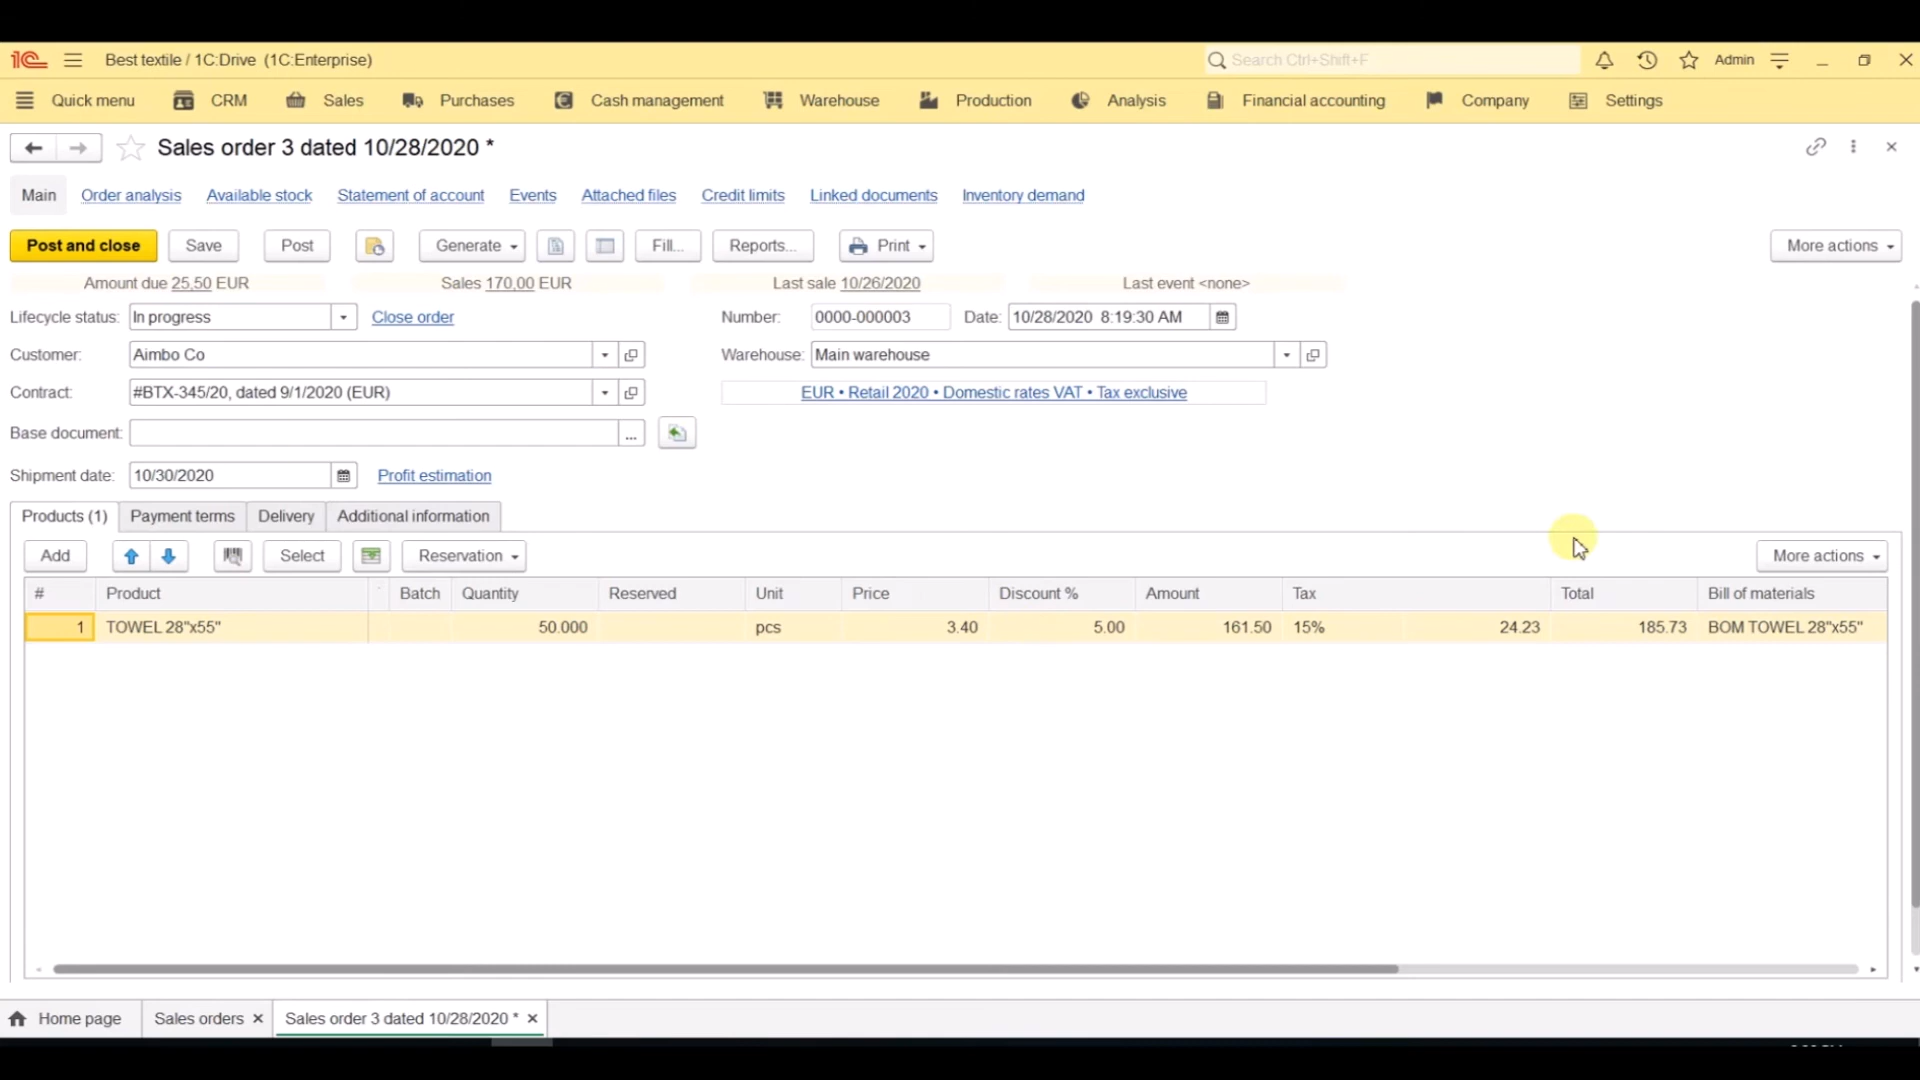 1C Best textile / 1C:Drive (1C:Enterprise) Search Ctrl+Shift+F Admin
Quick menu CRM Sales Purchases Cash management Warehouse Production Analysis Financial accounting Company Settings
Sales order 3 dated 10/28/2020 *
Main Order analysis Available stock Statement of account Events Attached files Credit limits Linked documents Inventory demand
Post and close Save Post Generate Fill... Reports... Print More actions
Amount due 25,50 EUR Sales 170,00 EUR Last sale 10/26/2020 Last event <none>
Lifecycle status: In progress Close order Number: 0000-000003 Date: 10/28/2020 8:19:30 AM
Customer: Aimbo Co Warehouse: Main warehouse
Contract: #BTX-345/20, dated 9/1/2020 (EUR) EUR • Retail 2020 • Domestic rates VAT • Tax exclusive
Base document: ...
Shipment date: 10/30/2020 Profit estimation
Products (1) Payment terms Delivery Additional information
Add Select Reservation More actions
# Product Batch Quantity Reserved Unit Price Discount % Amount Tax Total Bill of materials
1 TOWEL 28"x55" 50.000 pcs 3.40 5.00 161.50 15% 24.23 185.73 BOM TOWEL 28"x55"
Home page Sales orders Sales order 3 dated 10/28/2020 *